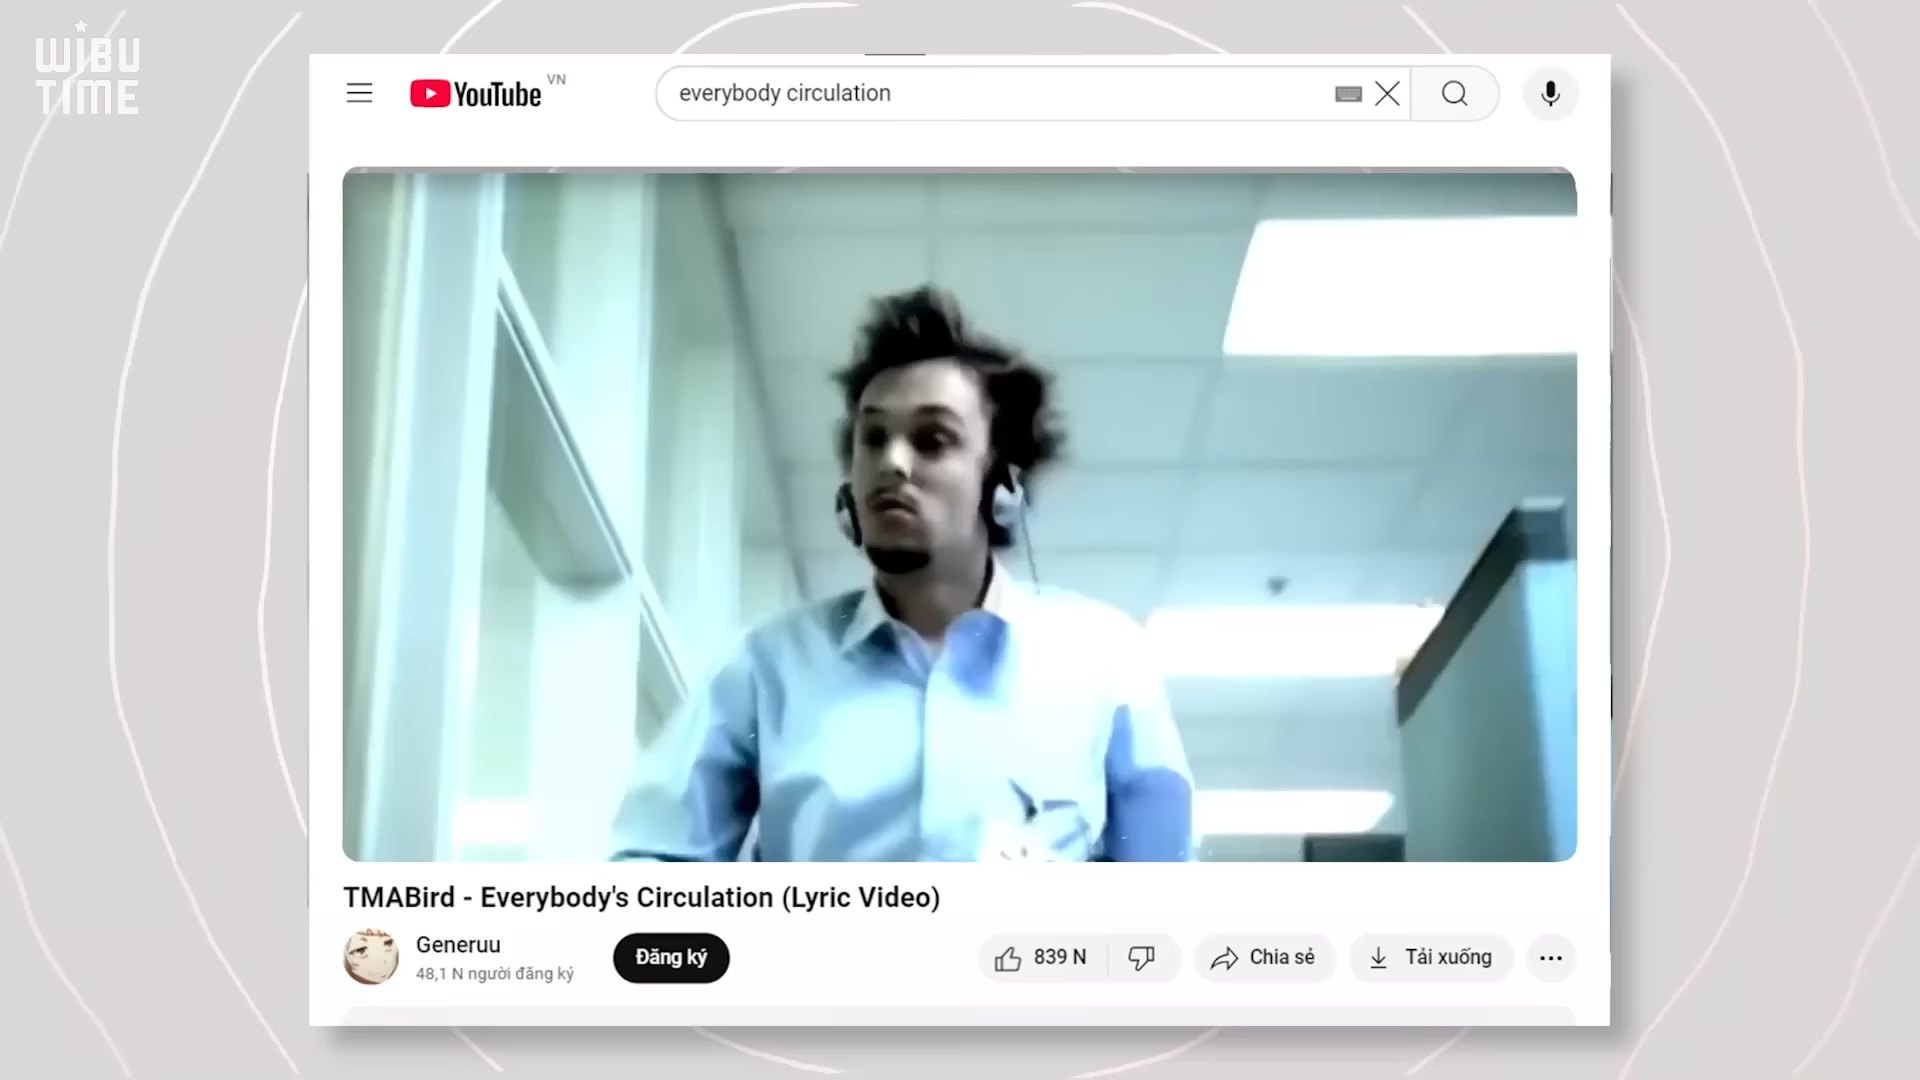 WIBU
TIME
YouTube VN
everybody circulation
TMABird - Everybody's Circulation (Lyric Video)
Generuu
48,1 N người đăng ký
Đăng ký
839 N
Chia sẻ
Tải xuống